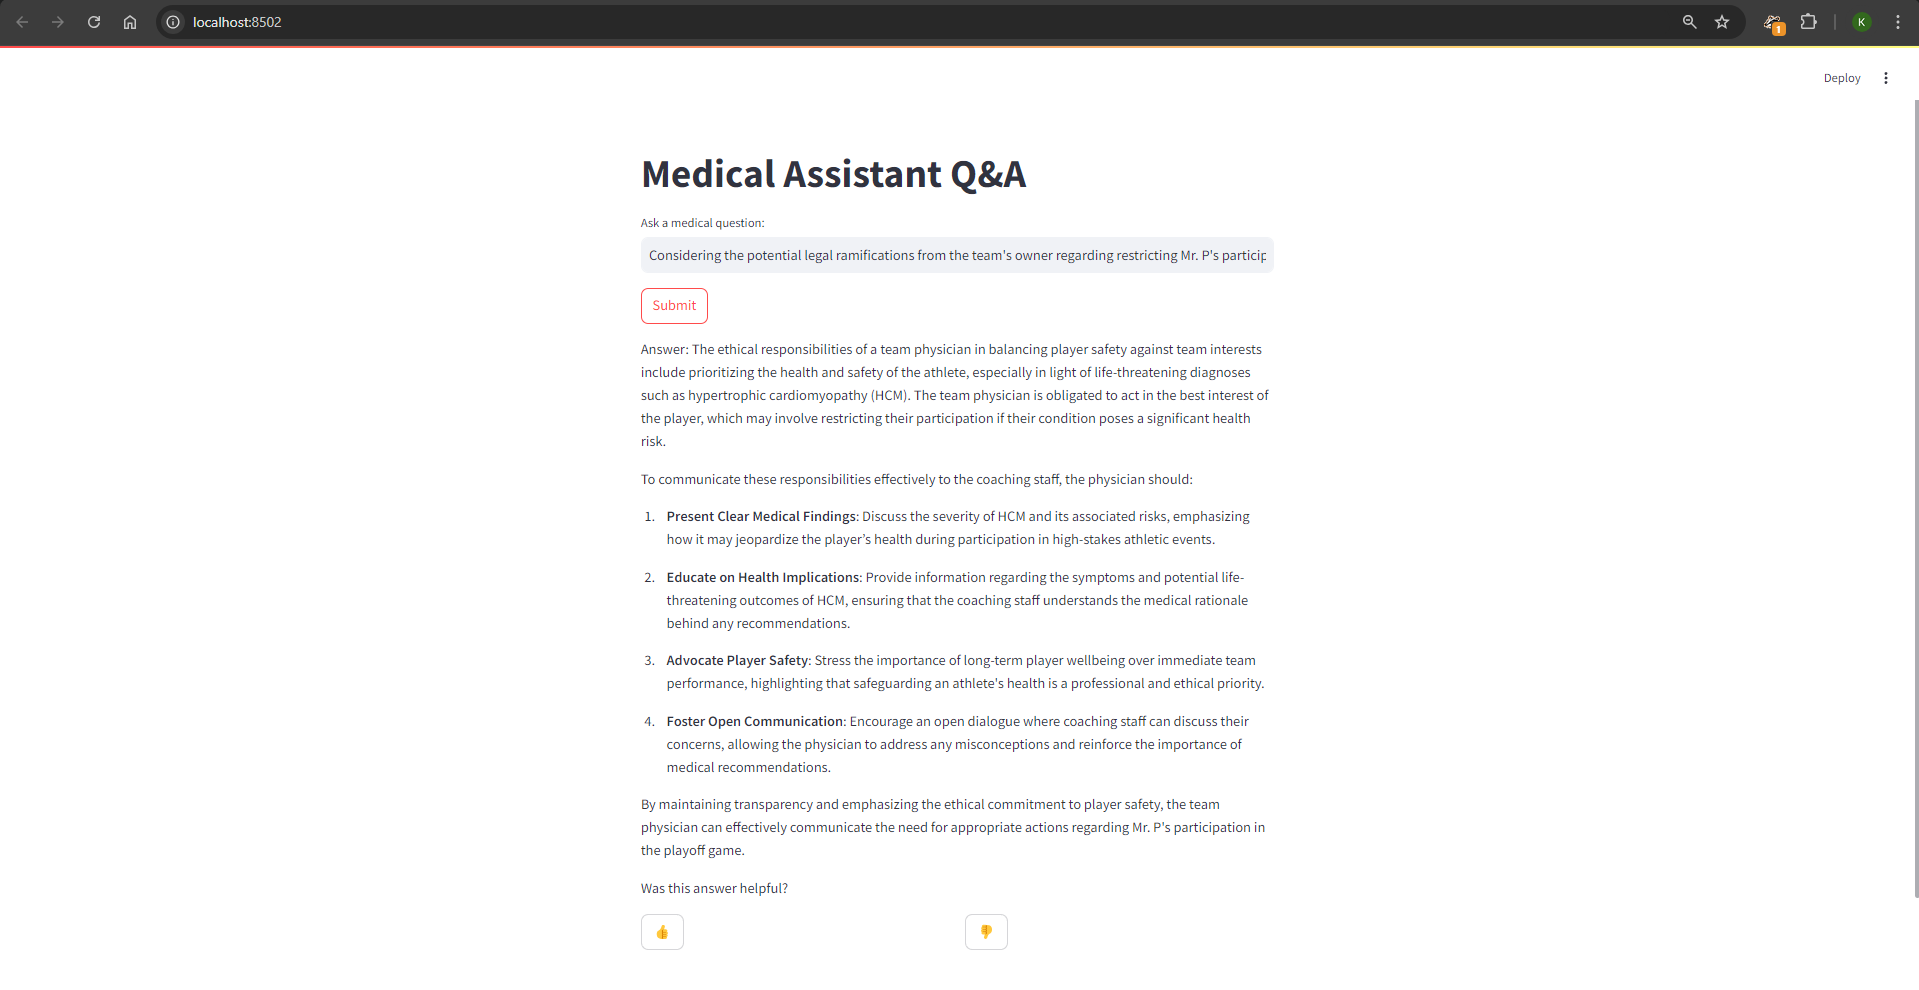 localhost:8502
1
K
Deploy
Medical Assistant Q&A
Ask a medical question:
Considering the potential legal ramifications from the team's owner regarding restricting Mr. P's particip
Submit
Answer: The ethical responsibilities of a team physician in balancing player safety against team interests
include prioritizing the health and safety of the athlete, especially in light of life-threatening diagnoses
such as hypertrophic cardiomyopathy (HCM). The team physician is obligated to act in the best interest of
the player, which may involve restricting their participation if their condition poses a significant health
risk.
To communicate these responsibilities effectively to the coaching staff, the physician should:
1. Present Clear Medical Findings: Discuss the severity of HCM and its associated risks, emphasizing
how it may jeopardize the player’s health during participation in high-stakes athletic events.
2. Educate on Health Implications: Provide information regarding the symptoms and potential life-
threatening outcomes of HCM, ensuring that the coaching staff understands the medical rationale
behind any recommendations.
3. Advocate Player Safety: Stress the importance of long-term player wellbeing over immediate team
performance, highlighting that safeguarding an athlete's health is a professional and ethical priority.
4. Foster Open Communication: Encourage an open dialogue where coaching staff can discuss their
concerns, allowing the physician to address any misconceptions and reinforce the importance of
medical recommendations.
By maintaining transparency and emphasizing the ethical commitment to player safety, the team
physician can effectively communicate the need for appropriate actions regarding Mr. P's participation in
the playoff game.
Was this answer helpful?